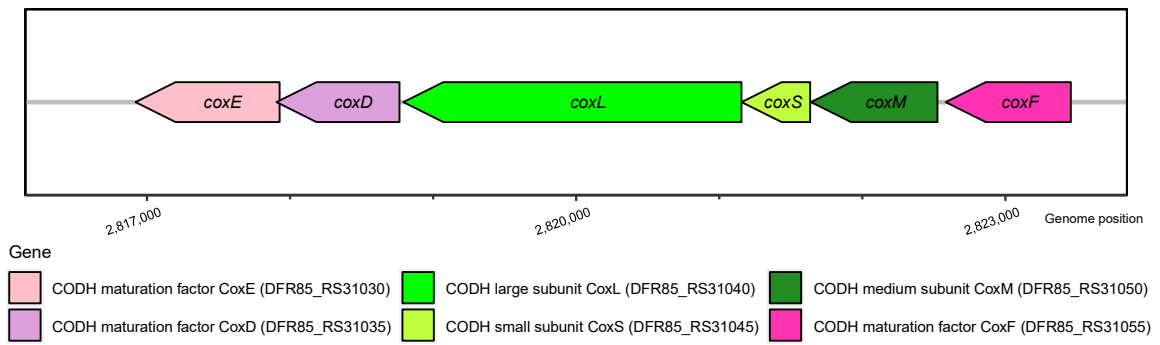 coxE coxD coxL coxS coxM coxF
2,817,000 2,820,000 2,823,000 Genome position
Gene
CODH maturation factor CoxE (DFR85_RS31030) CODH large subunit CoxL (DFR85_RS31040) CODH medium subunit CoxM (DFR85_RS31050)
CODH maturation factor CoxD (DFR85_RS31035) CODH small subunit CoxS (DFR85_RS31045) CODH maturation factor CoxF (DFR85_RS31055)